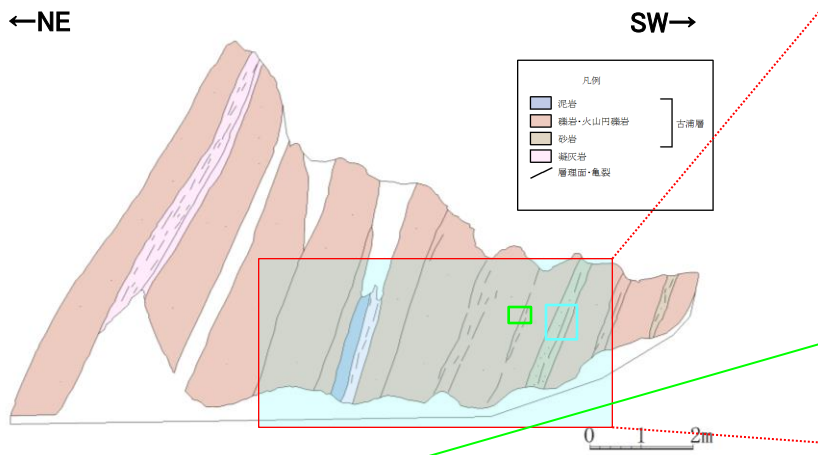 ←NE
SW→
凡例
泥岩
礫岩・火山円礫岩
砂岩
古浦層
凝灰岩
層理面・亀裂
0 1 2m